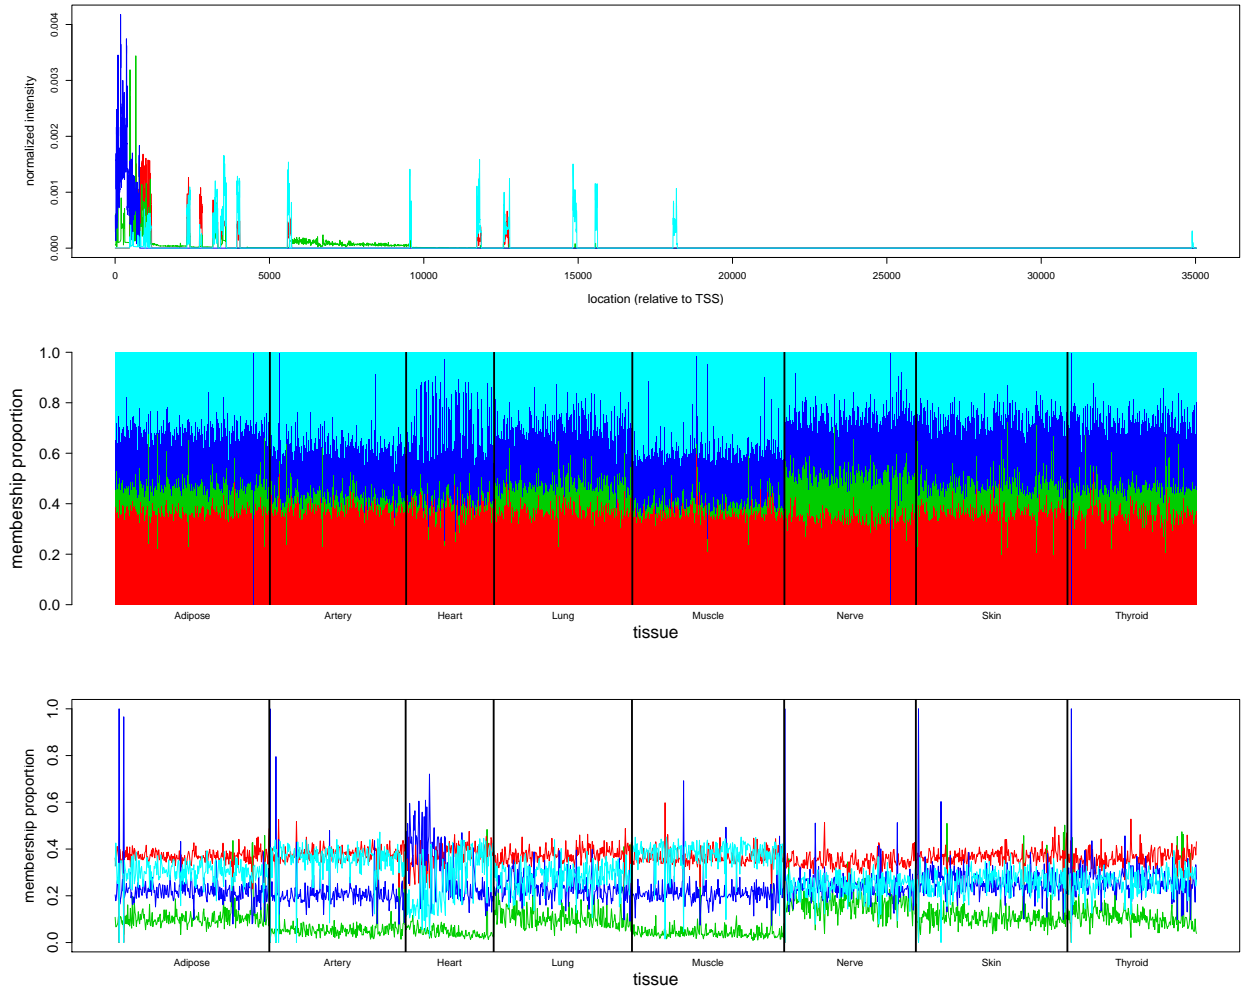 normalized intensity
0.000 0.001 0.002 0.003 0.004
0 5000 10000 15000 20000 25000 30000 35000
location (relative to TSS)
membership proportion
0.0 0.2 0.4 0.6 0.8 1.0
Adipose Artery Heart Lung Muscle Nerve Skin Thyroid
tissue
membership proportion
0.0 0.2 0.4 0.6 0.8 1.0
Adipose Artery Heart Lung Muscle Nerve Skin Thyroid
tissue